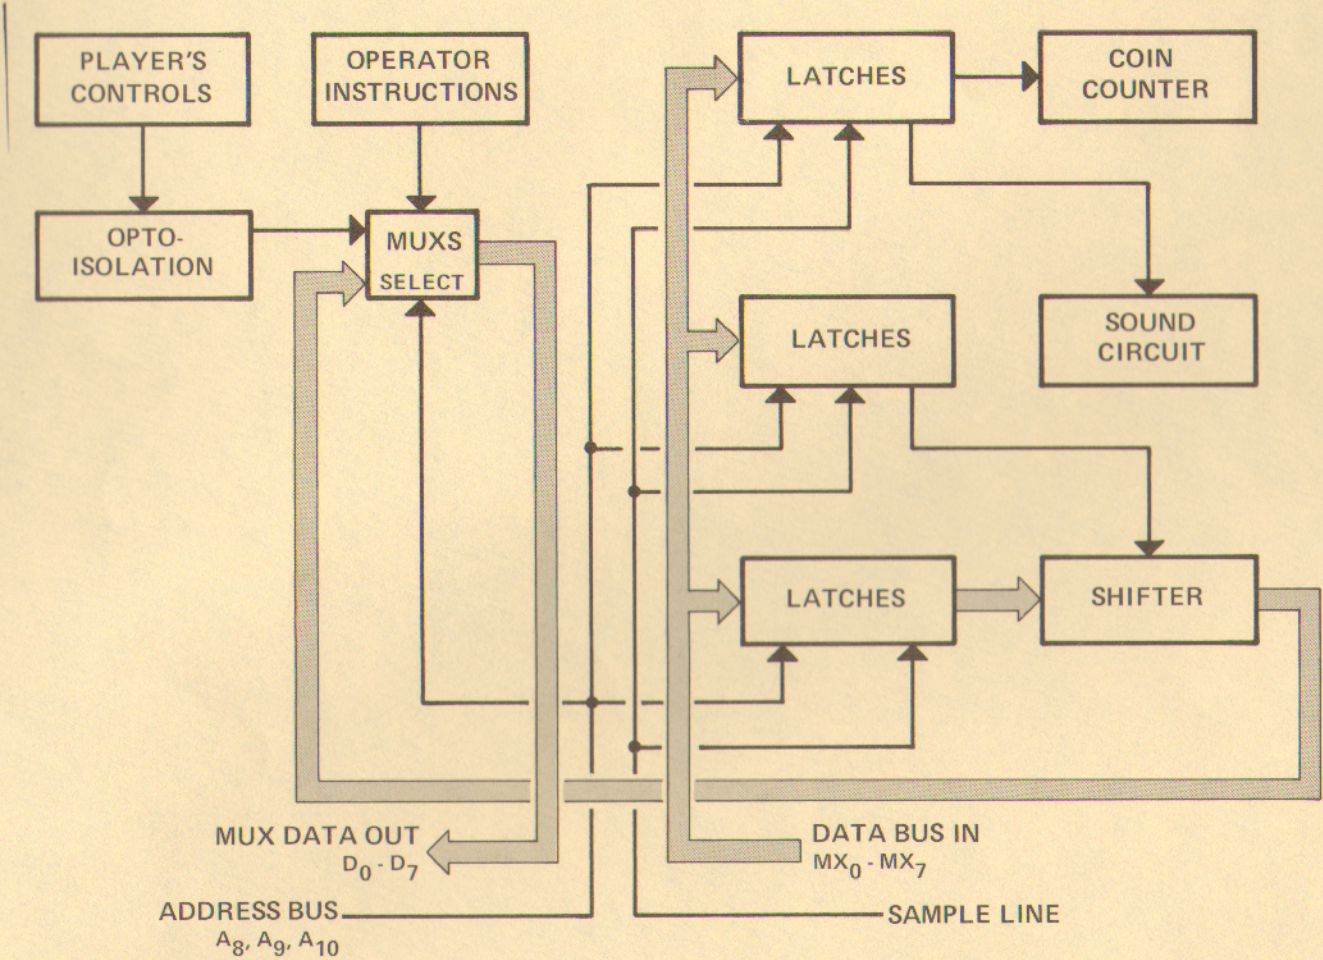 PLAYER'S
CONTROLS
OPERATOR
INSTRUCTIONS
LATCHES
COIN
COUNTER
OPTO-
ISOLATION
MUXS
SELECT
LATCHES
SOUND
CIRCUIT
LATCHES
SHIFTER
MUX DATA OUT
D0 - D7
DATA BUS IN
MX0 - MX7
ADDRESS BUS
A8, A9, A10
SAMPLE LINE